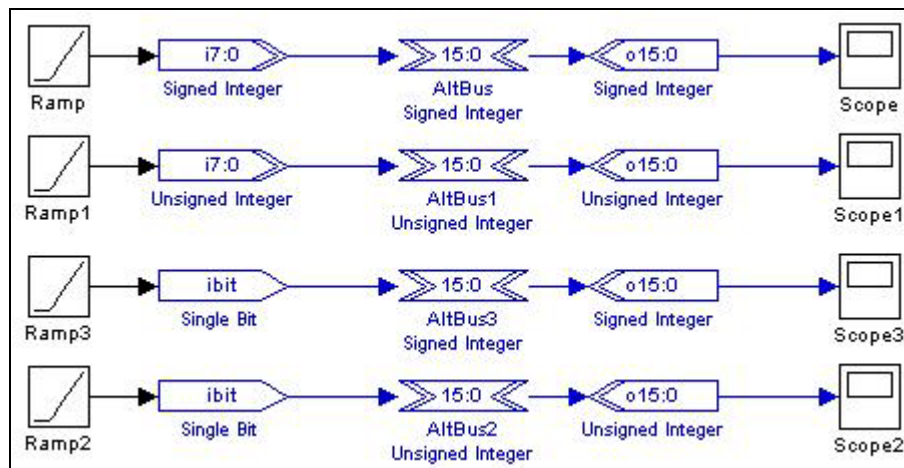 i7:0 15:0 o15:0
Ramp Signed Integer AltBus Signed Integer Scope
Signed Integer
i7:0 15:0 o15:0
Ramp1 Unsigned Integer AltBus1 Unsigned Integer Scope1
Unsigned Integer
ibit 15:0 o15:0
Ramp3 Single Bit AltBus3 Signed Integer Scope3
Signed Integer
ibit 15:0 o15:0
Ramp2 Single Bit AltBus2 Unsigned Integer Scope2
Unsigned Integer